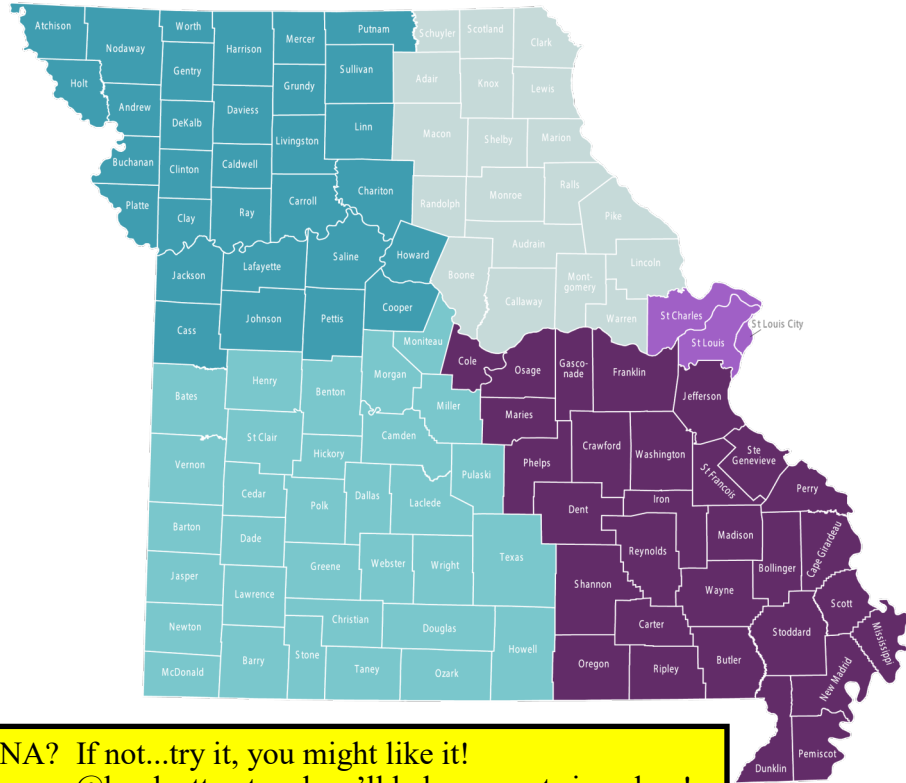 Atchison
Nodaway
Worth
Harrison
Mercer
Putnam
Schuyler
Scotland
Clark
Holt
Gentry
Grundy
Sullivan
Adair
Knox
Lewis
Andrew
DeKalb
Daviess
Livingston
Linn
Macon
Shelby
Marion
Buchanan
Clinton
Caldwell
Platte
Clay
Ray
Carroll
Chariton
Randolph
Monroe
Ralls
Pike
Audrain
Jackson
Lafayette
Saline
Howard
Boone
Callaway
Mont-
gomery
Lincoln
Warren
St Charles
St Louis City
St Louis
Cass
Johnson
Pettis
Cooper
Moniteau
Cole
Osage
Gasco-
nade
Franklin
Jefferson
Bates
Henry
Benton
Morgan
Miller
Maries
St Clair
Camden
Crawford
Washington
St Francois
Ste
Genevieve
Vernon
Hickory
Pulaski
Phelps
Perry
Cedar
Polk
Dallas
Laclede
Dent
Iron
Barton
Dade
Texas
Reynolds
Madison
Bollinger
Cape Girardeau
Jasper
Greene
Webster
Wright
Shannon
Wayne
Lawrence
Scott
Newton
Christian
Douglas
Howell
Carter
Stoddard
Mississippi
McDonald
Barry
Stone
Taney
Ozark
Oregon
Ripley
Butler
New Madrid
Dunklin
Pemiscot
NA? If not...try it, you might like it!